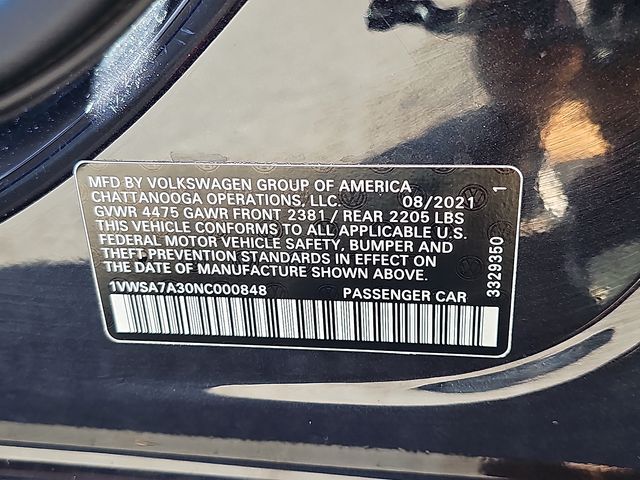 MFD BY VOLKSWAGEN GROUP OF AMERICA
CHATTANOOGA OPERATIONS, LLC. 08/2021
GVWR 4475 GAWR FRONT 2381 / REAR 2205 LBS
THIS VEHICLE CONFORMS TO ALL APPLICABLE U.S.
FEDERAL MOTOR VEHICLE SAFETY, BUMPER AND
THEFT PREVENTION STANDARDS IN EFFECT ON
THE DATE OF MANUFACTURE SHOWN ABOVE.
1VWSA7A30NC000848 PASSENGER CAR
3329350 1